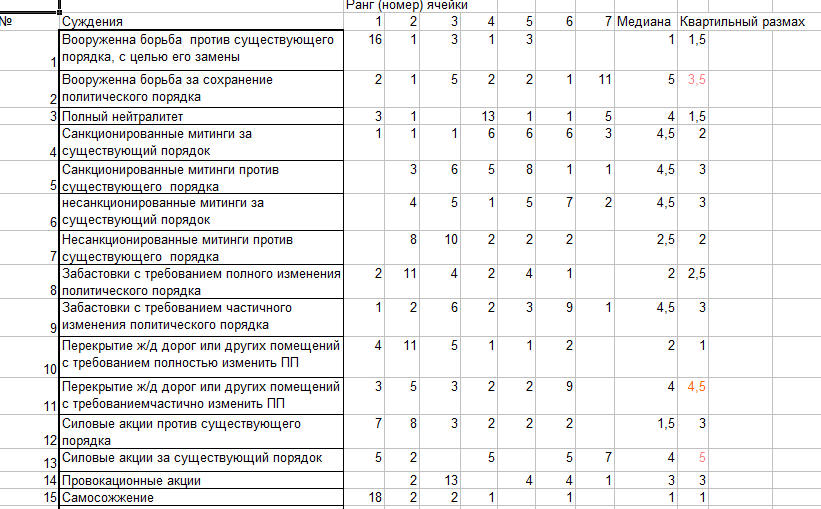 Ранг (номер) ячейки
№ Суждения 1 2 3 4 5 6 7 Медиана Квартильный размах
Вооруженна борьба против существующего 16 1 3 1 3 1 1,5
1 порядка, с целью его замены
Вооруженна борьба за сохранение 2 1 5 2 2 1 11 5 3,5
2 политического порядка
3 Полный нейтралитет 3 1 13 1 1 5 4 1,5
Санкционированные митинги за 1 1 1 6 6 6 3 4,5 2
4 существующий порядок
Санкционированные митинги против 3 6 5 8 1 1 4,5 3
5 существующего порядка
несанкционированные митинги за 4 5 1 5 7 2 4,5 3
6 существующий порядок
Несанкционированные митинги против 8 10 2 2 2 2,5 2
7 существующего порядка
Забастовки с требованием полного изменения 2 11 4 2 4 1 2 2,5
8 политического порядка
Забастовки с требованием частичного 1 2 6 2 3 9 1 4,5 3
9 изменения политического порядка
Перекрытие ж/д дорог или других помещений 4 11 5 1 1 2 2 1
10 с требованием полностью изменить ПП
Перекрытие ж/д дорог или других помещений 3 5 3 2 2 9 4 4,5
11 с требованиемчастично изменить ПП
Силовые акции против существующего 7 8 3 2 2 2 1,5 3
12 порядка
13 Силовые акции за существующий порядок 5 2 5 5 7 4 5
14 Провокационные акции 2 13 4 4 1 3 3
15 Самосожжение 18 2 2 1 1 1 1